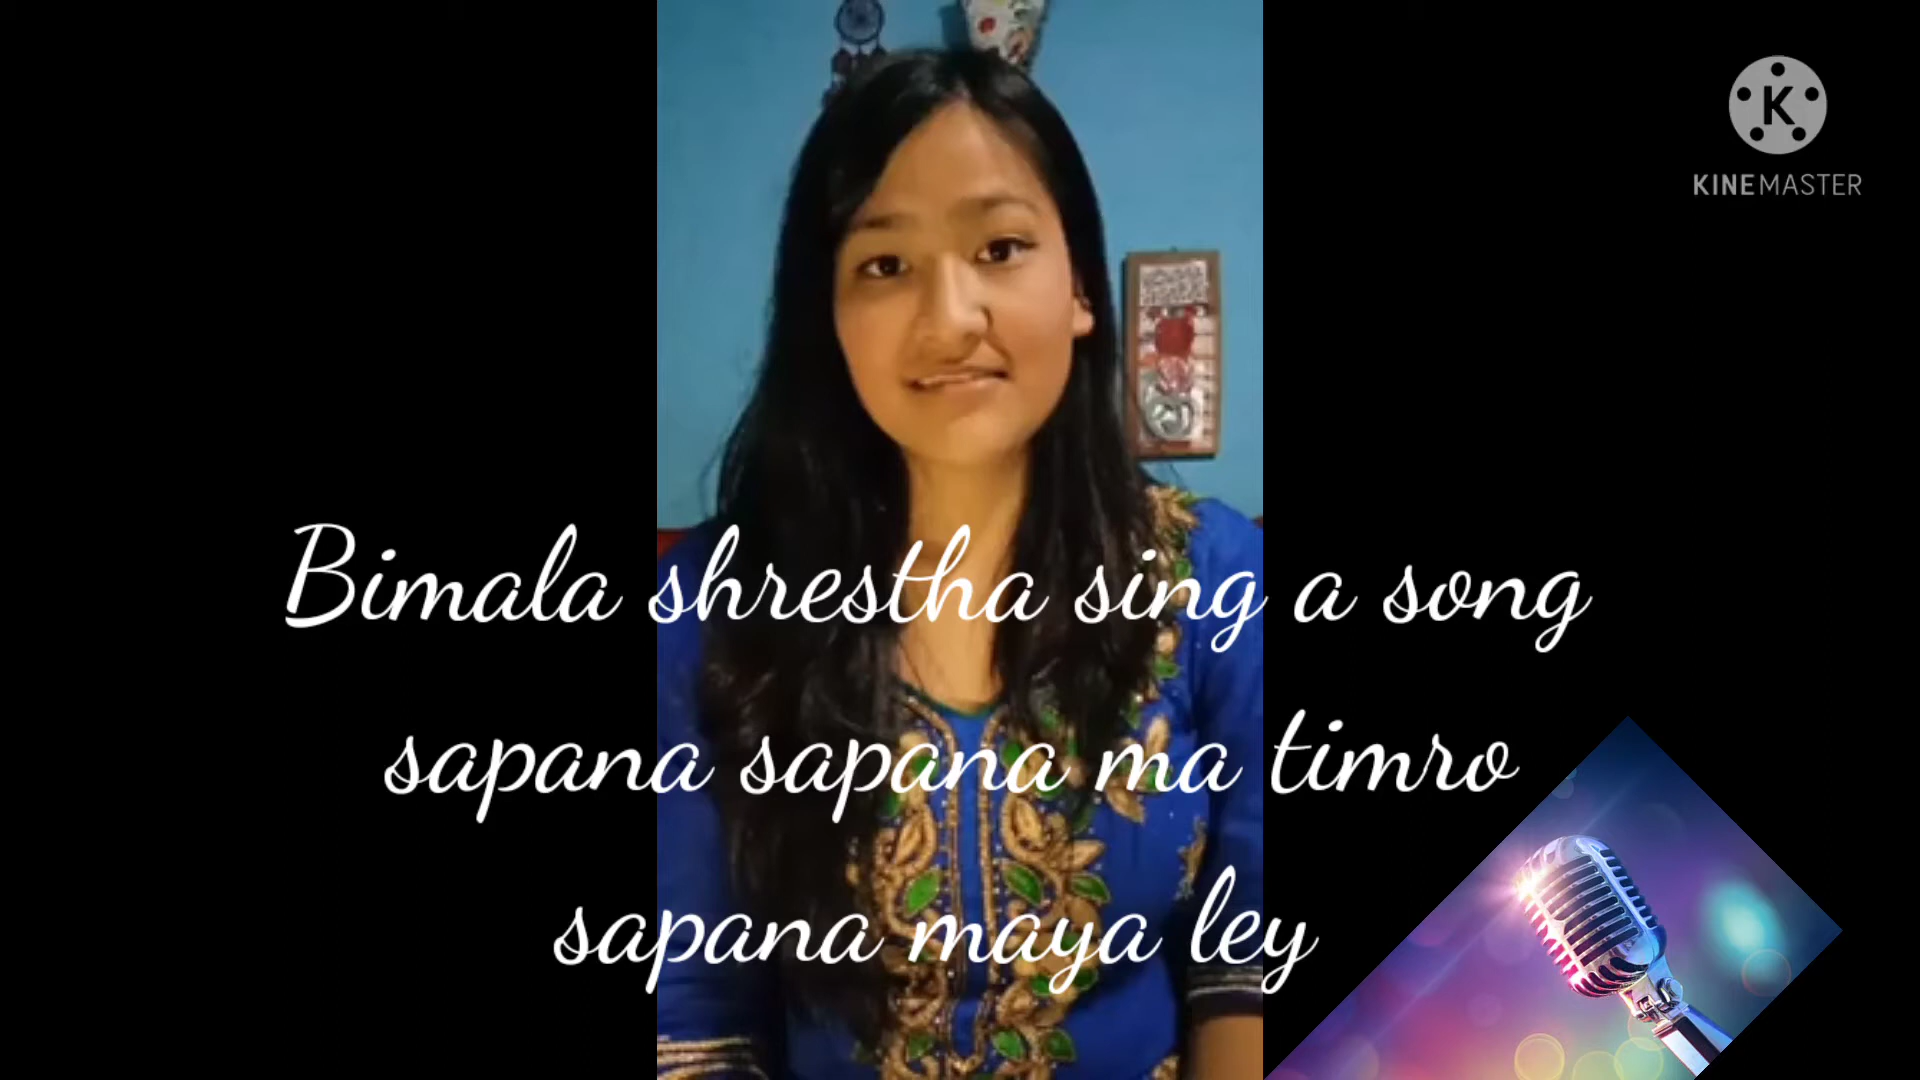 K
KINEMASTER
Bimala shrestha sing a song
sapana sapana ma timro
sapana maya ley